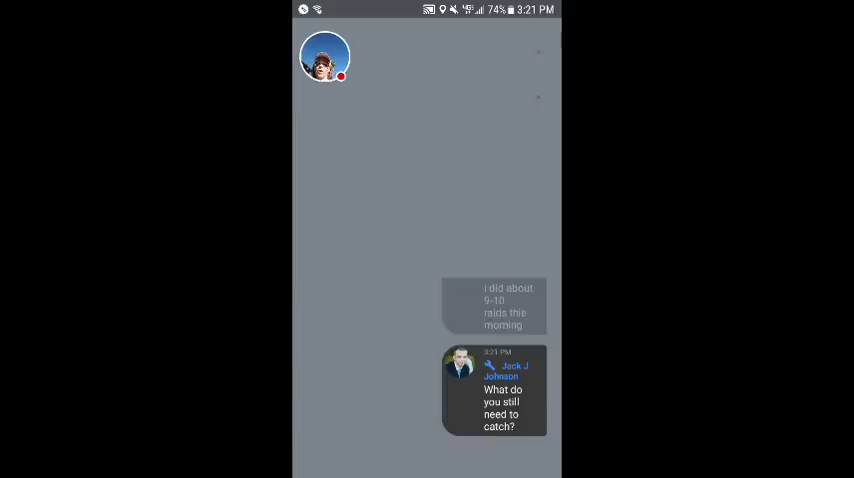 74% 3:21 PM
i did about
9-10
raids this
morning
3:21 PM
Jack J
Johnson
What do
you still
need to
catch?